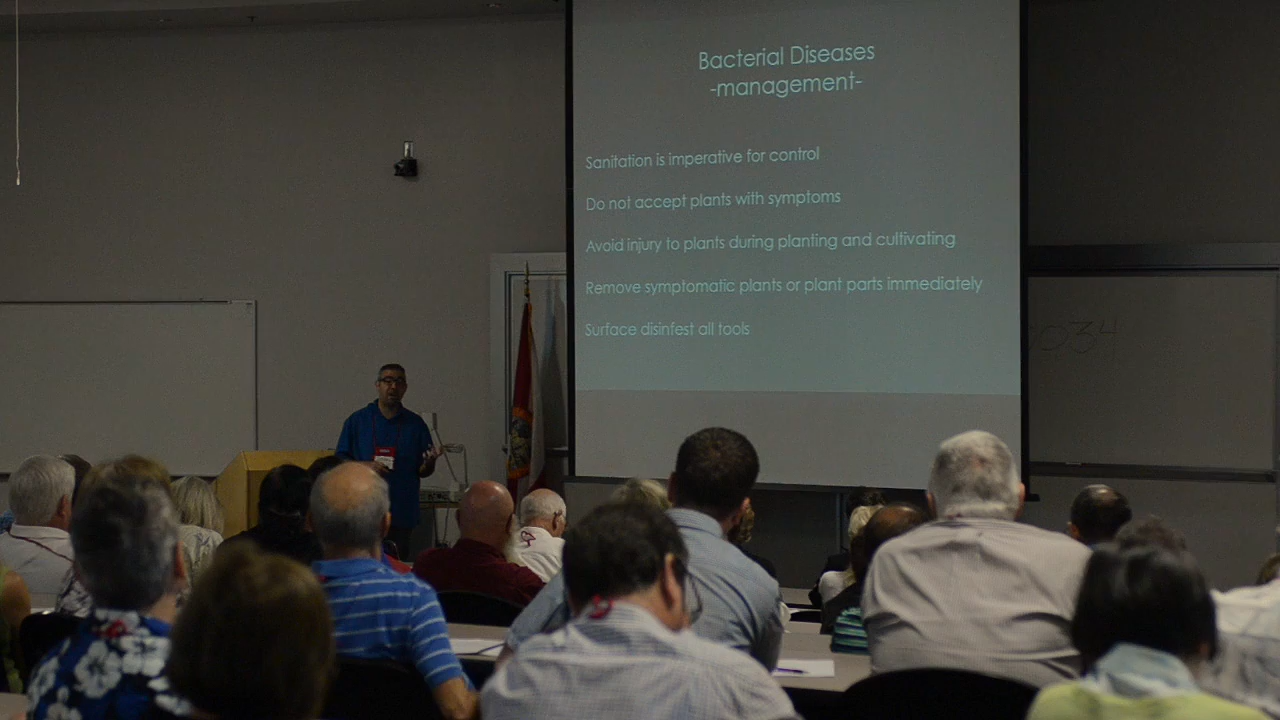 Bacterial Diseases
-management-
Sanitation is imperative for control
Do not accept plants with symptoms
Avoid injury to plants during planting and cultivating
Remove symptomatic plants or plant parts immediately
Surface disinfest all tools
034